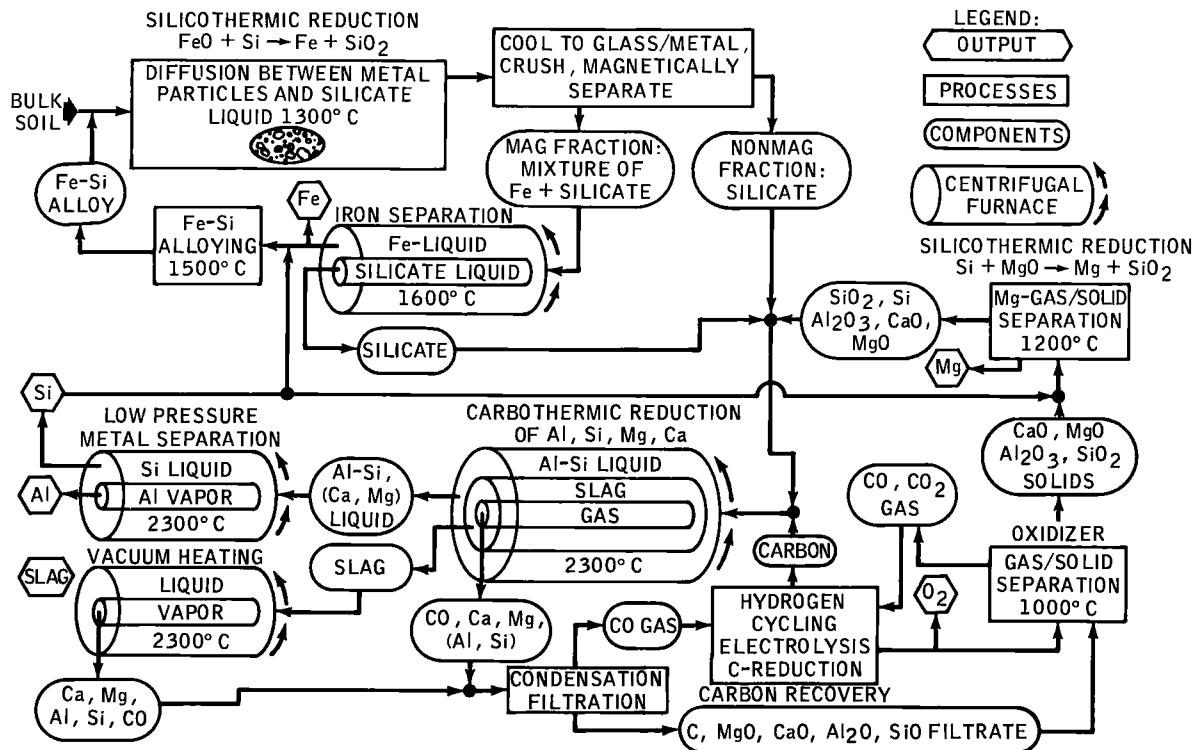 SILICOTHERMIC REDUCTION
FeO + Si → Fe + SiO₂
DIFFUSION BETWEEN METAL
PARTICLES AND SILICATE
LIQUID 1300° C
BULK
SOIL
COOL TO GLASS/METAL,
CRUSH, MAGNETICALLY
SEPARATE
LEGEND:
OUTPUT
PROCESSES
COMPONENTS
CENTRIFUGAL
FURNACE
Fe-Si
ALLOY
Fe-Si
ALLOYING
1500° C
Fe
IRON SEPARATION
Fe-LIQUID
SILICATE LIQUID
1600° C
MAG FRACTION:
MIXTURE OF
Fe + SILICATE
NONMAG
FRACTION:
SILICATE
SILICATE
SILICOTHERMIC REDUCTION
Si + MgO → Mg + SiO₂
SiO₂, Si
Al₂O₃, CaO,
MgO
Mg-GAS/SOLID
SEPARATION
1200° C
Mg
Si
LOW PRESSURE
METAL SEPARATION
Si LIQUID
Al VAPOR
2300° C
Al
Al-Si,
(Ca, Mg)
LIQUID
CARBOTHERMIC REDUCTION
OF Al, Si, Mg, Ca
Al-Si LIQUID
SLAG
GAS
2300° C
CaO, MgO
Al₂O₃, SiO₂
SOLIDS
CO, CO₂
GAS
CARBON
OXIDIZER
GAS/SOLID
SEPARATION
1000° C
VACUUM HEATING
SLAG
LIQUID
VAPOR
2300° C
SLAG
CO, Ca, Mg,
(Al, Si)
CO GAS
HYDROGEN
CYCLING
ELECTROLYSIS
C-REDUCTION
O₂
CARBON RECOVERY
Ca, Mg,
Al, Si, CO
CONDENSATION
FILTRATION
C, MgO, CaO, Al₂O, SiO FILTRATE